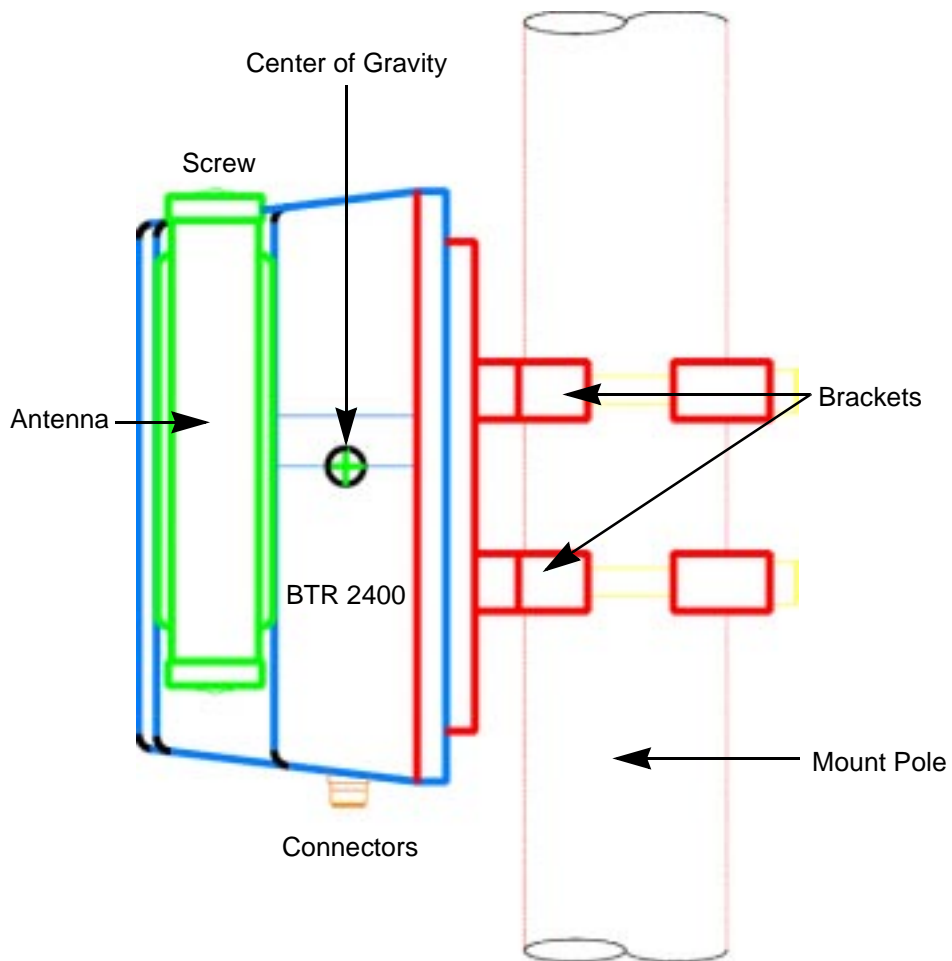 Center of Gravity
Screw
Antenna
Brackets
BTR 2400
Mount Pole
Connectors